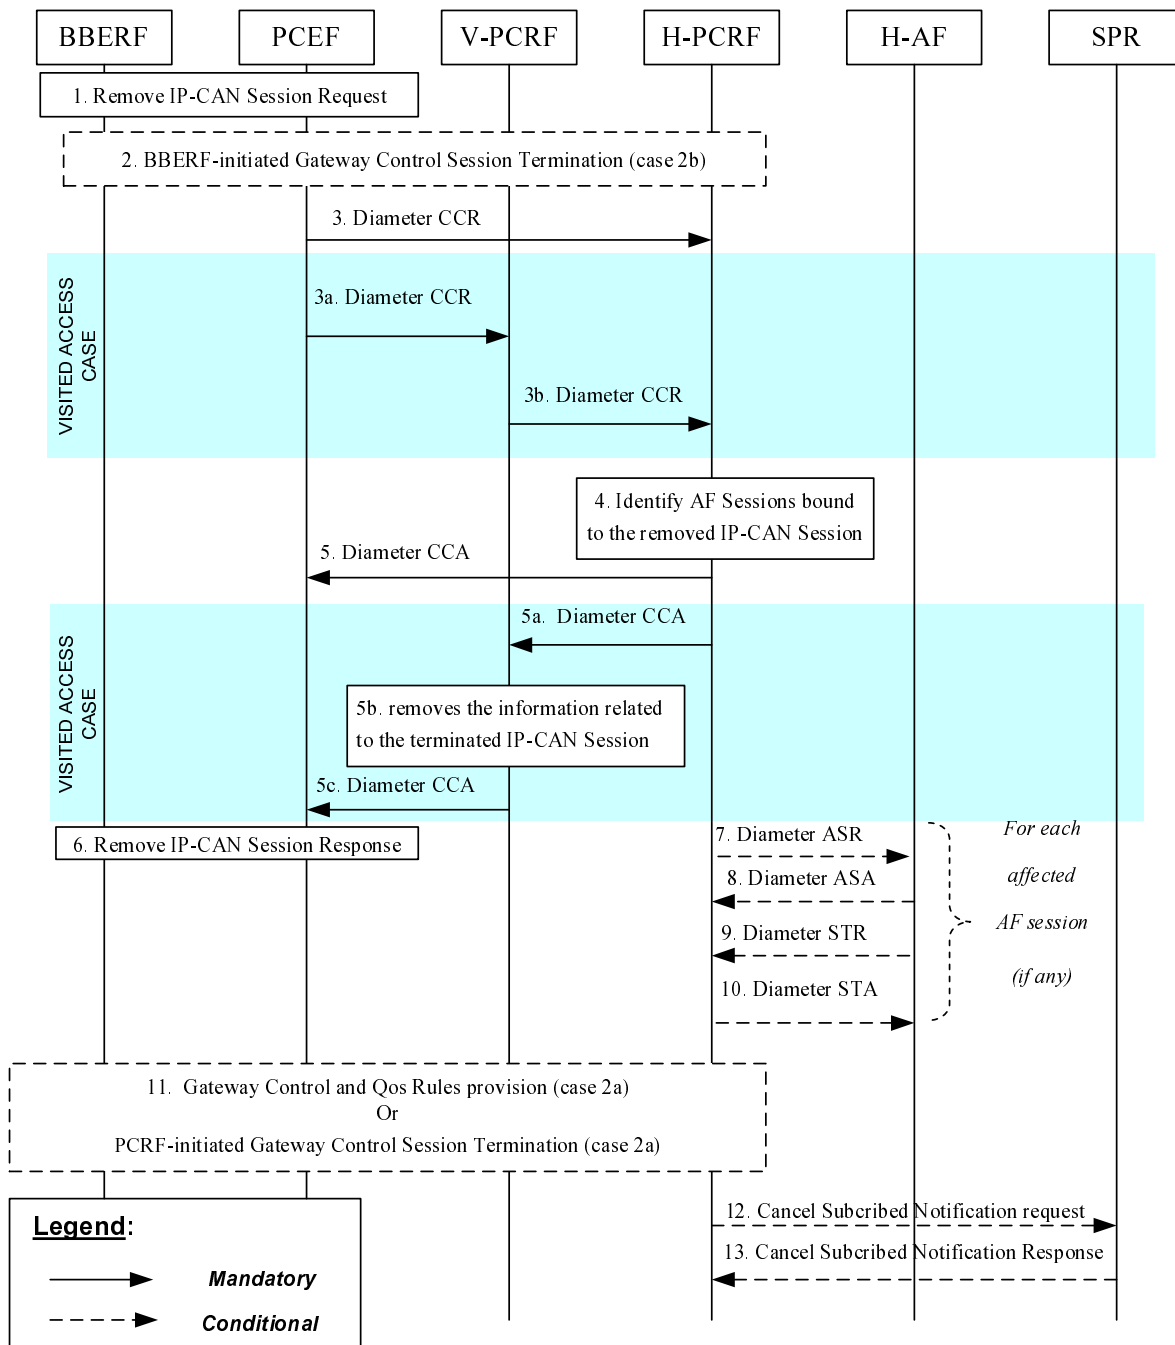 BBERF
PCEF
V-PCRF
H-PCRF
H-AF
SPR
1. Remove IP-CAN Session Request
2. BBERF-initiated Gateway Control Session Termination (case 2b)
3. Diameter CCR
VISITED ACCESS
CASE
3a. Diameter CCR
3b. Diameter CCR
4. Identify AF Sessions bound
to the removed IP-CAN Session
5. Diameter CCA
VISITED ACCESS
CASE
5a. Diameter CCA
5b. removes the information related
to the terminated IP-CAN Session
5c. Diameter CCA
6. Remove IP-CAN Session Response
7. Diameter ASR
8. Diameter ASA
9. Diameter STR
10. Diameter STA
For each
affected
AF session
(if any)
11. Gateway Control and Qos Rules provision (case 2a)
Or
PCRF-initiated Gateway Control Session Termination (case 2a)
12. Cancel Subcribed Notification request
13. Cancel Subcribed Notification Response
Legend:
Mandatory
Conditional